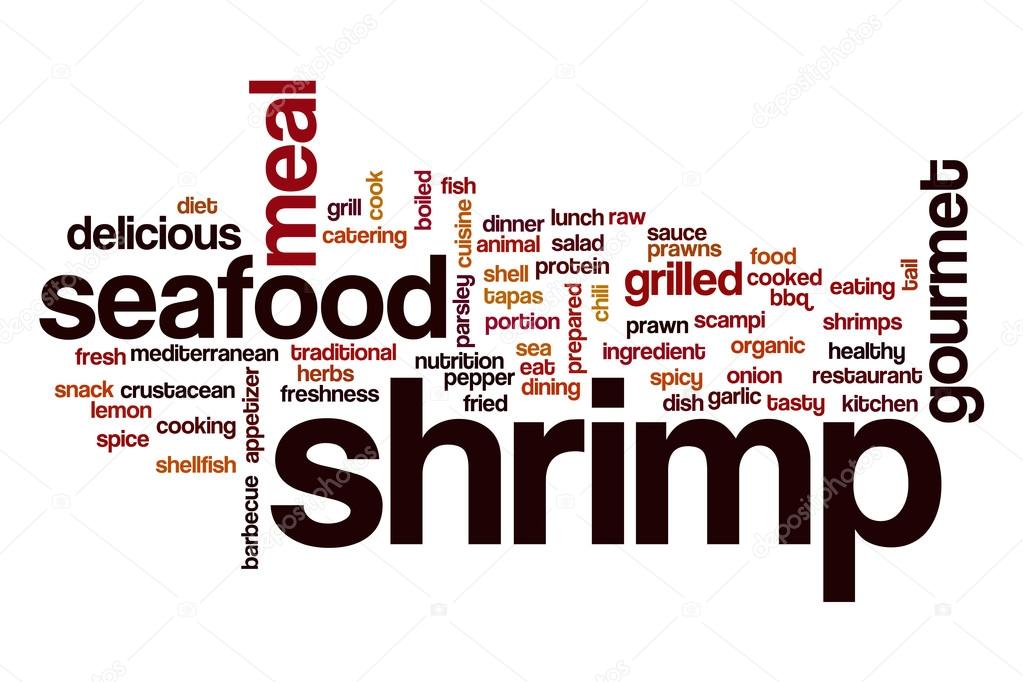 meal
diet
delicious
grill
cook
catering
boiled
fish
cuisine
dinner
lunch
raw
animal
salad
sauce
prawns
shell
protein
tapas
portion
parsley
prepared
chili
grilled
food
cooked
bbq
eating
tail
gourmet
seafood
prawn
scampi
shrimps
fresh
mediterranean
traditional
nutrition
sea
eat
ingredient
organic
healthy
herbs
pepper
dining
spicy
onion
restaurant
snack
crustacean
appetizer
freshness
fried
dish
garlic
tasty
kitchen
lemon
cooking
spice
shellfish
barbecue
shrimp
depositphotos